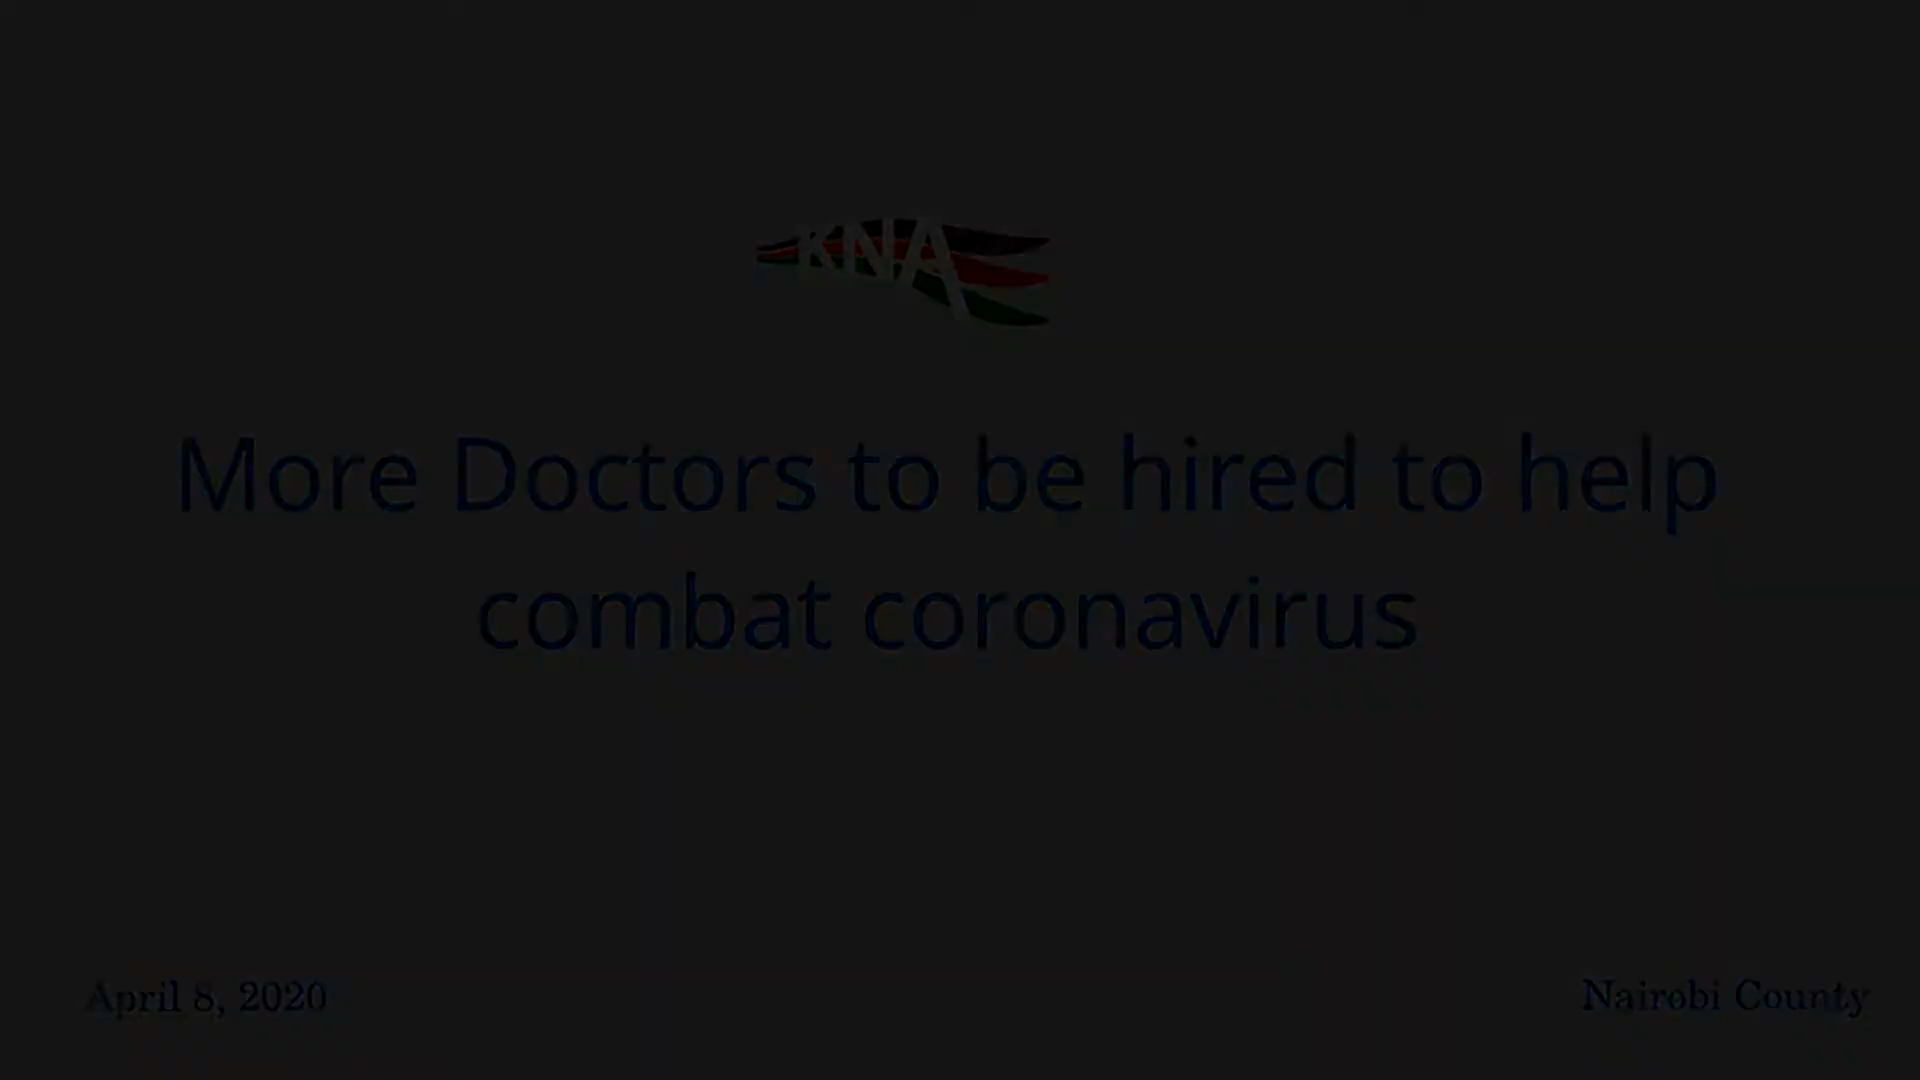 KNA
More Doctors to be hired to help
combat coronavirus
April 8, 2020
Nairobi County